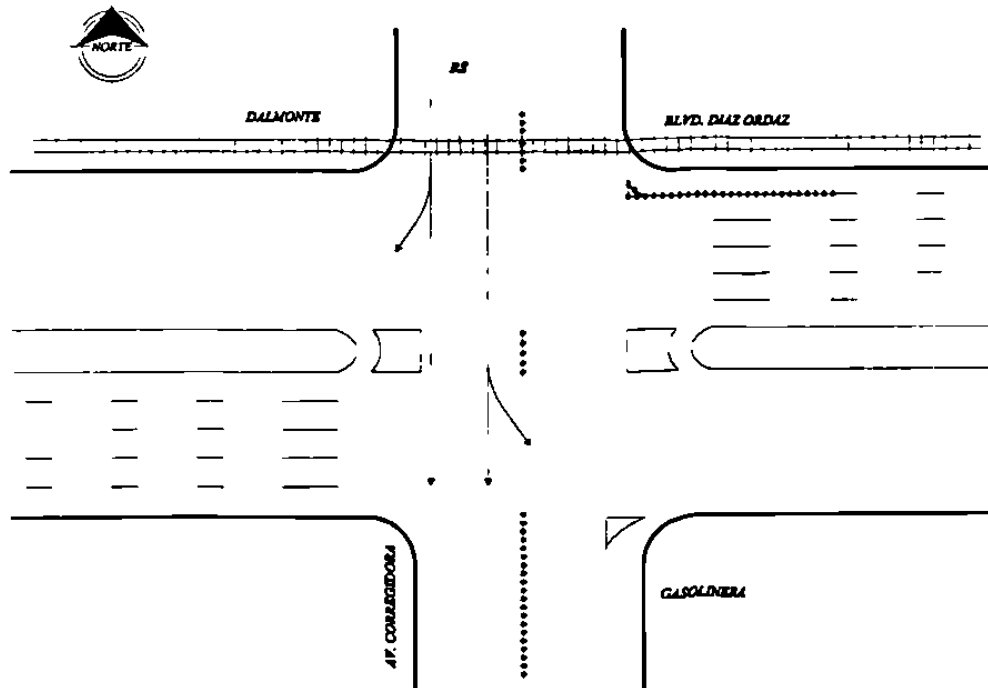 NORTE
RS
DALMONTE
BLVD. DIAZ ORDAZ
AV. CORREGIDORA
GASOLINERA